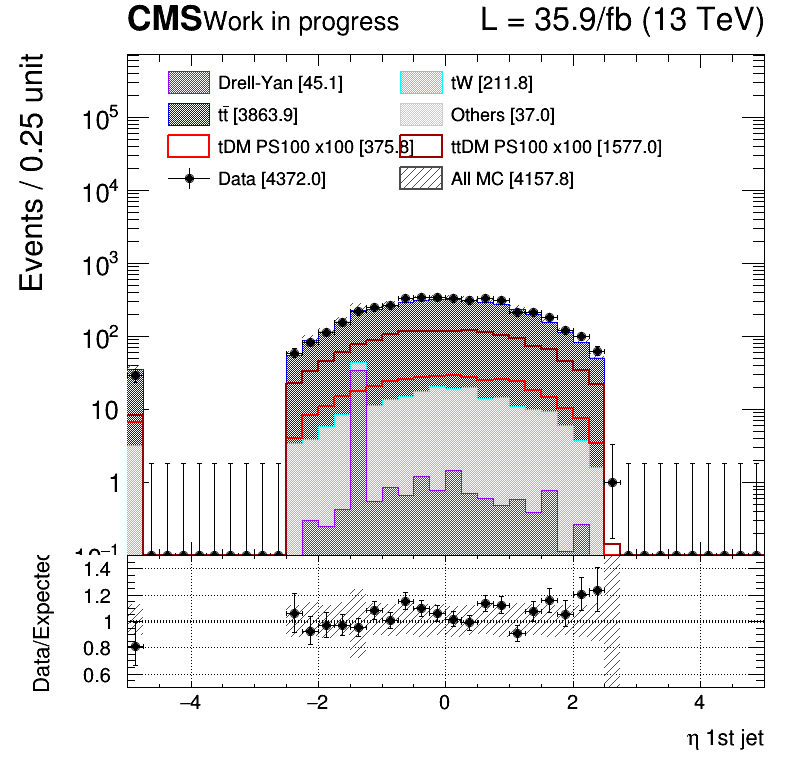 CMS Work in progress L = 35.9/fb (13 TeV)
Events / 0.25 unit
Drell-Yan [45.1] tW [211.8]
tt̄ [3863.9] Others [37.0]
tDM PS100 x100 [375.8] ttDM PS100 x100 [1577.0]
Data [4372.0] All MC [4157.8]
10⁵
10⁴
10³
10²
10
1
10⁻¹
Data/Expected
1.4
1.2
1
0.8
0.6
−4 −2 0 2 4
η 1st jet